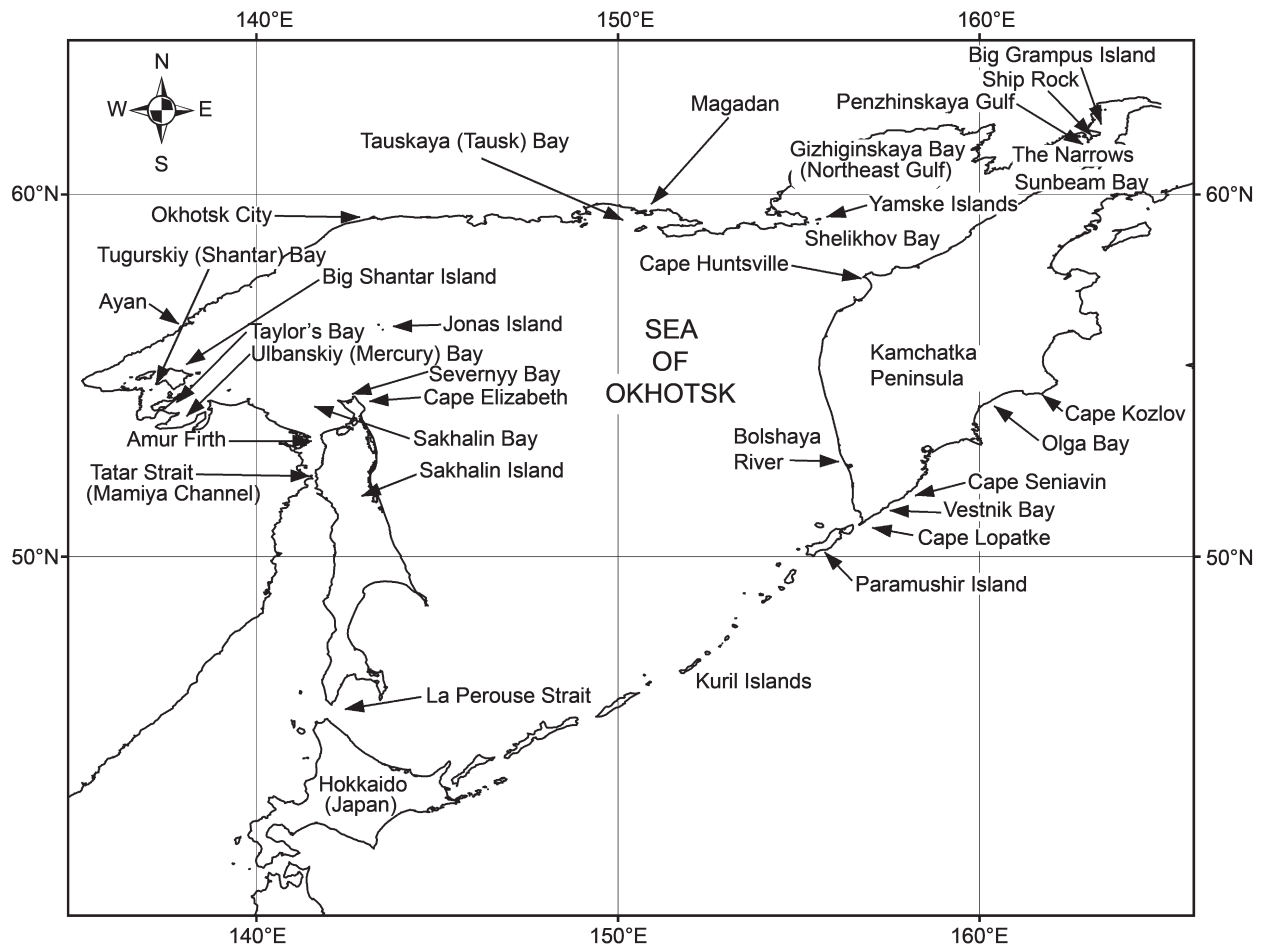 140°E
150°E
160°E
N
W
E
S
Big Grampus Island
Ship Rock
Penzhinskaya Gulf
Magadan
Tauskaya (Tausk) Bay
Gizhiginskaya Bay
(Northeast Gulf)
The Narrows
Sunbeam Bay
60°N
60°N
Okhotsk City
Yamske Islands
Shelikhov Bay
Tugurskiy (Shantar) Bay
Cape Huntsville
Big Shantar Island
Ayan
Taylor's Bay
Jonas Island
Ulbanskiy (Mercury) Bay
SEA
OF
OKHOTSK
Kamchatka
Peninsula
Severnyy Bay
Cape Elizabeth
Cape Kozlov
Olga Bay
Amur Firth
Sakhalin Bay
Bolshaya
River
Tatar Strait
(Mamiya Channel)
Sakhalin Island
Cape Seniavin
Vestnik Bay
Cape Lopatke
50°N
50°N
Paramushir Island
Kuril Islands
La Perouse Strait
Hokkaido
(Japan)
140°E
150°E
160°E